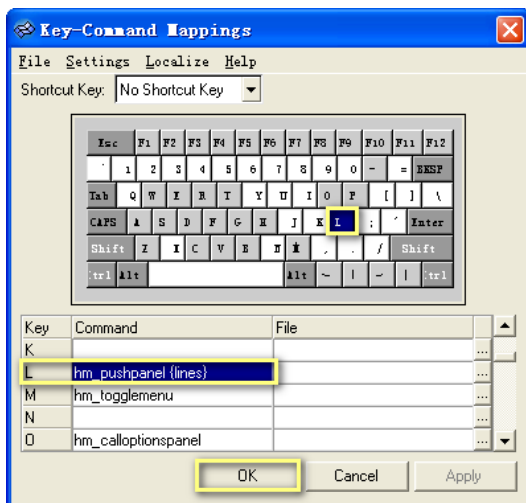 Key-Command Mappings
File Settings Localize Help
Shortcut Key: No Shortcut Key
Esc F1 F2 F3 F4 F5 F6 F7 F8 F9 F10 F11 F12
` 1 2 3 4 5 6 7 8 9 0 - = BKSP
Tab Q W E R T Y U I O P [ ] \
CAPS A S D F G H J K L ; ´ Enter
Shift Z X C V B N M , . / Shift
Ctrl Alt Alt Ctrl
Key Command File
K ...
L hm_pushpanel {lines} ...
M hm_togglemenu ...
N ...
O hm_calloptionspanel ...
OK Cancel Apply